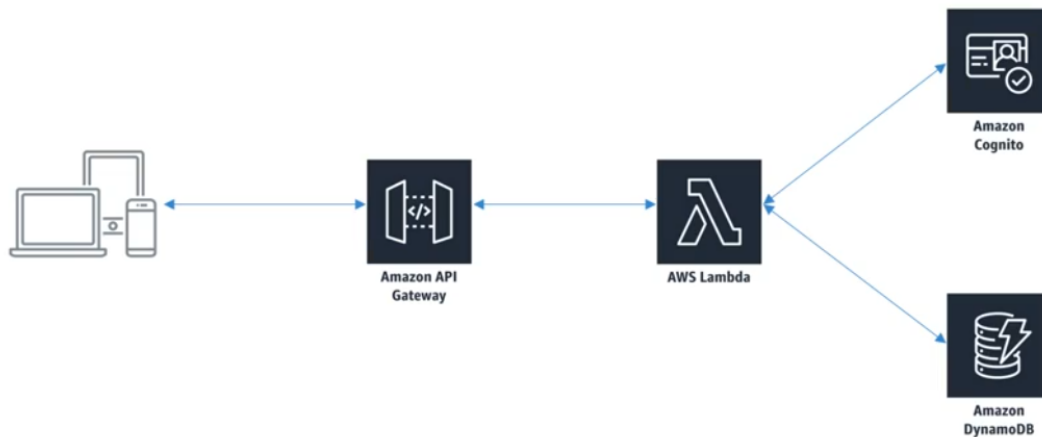 Amazon
Cognito
</>
Amazon API
Gateway
AWS Lambda
Amazon
DynamoDB